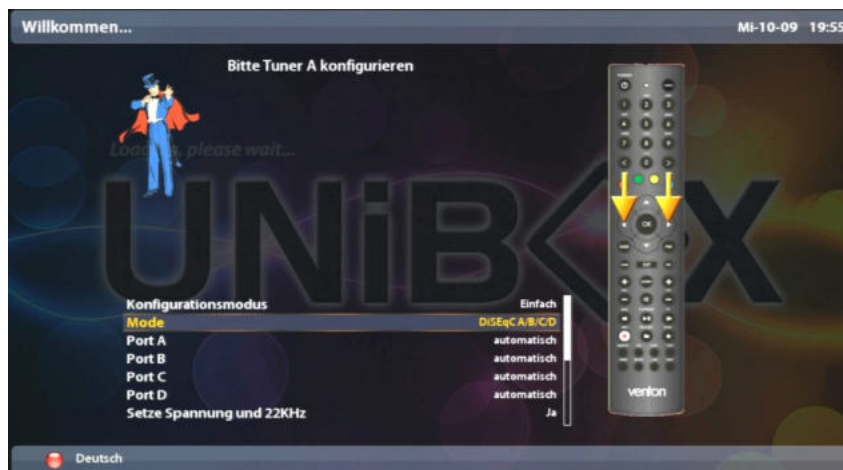 Willkommen...
Mi-10-09 19:55
Bitte Tuner A konfigurieren
Loading, please wait...
UNiBOX
Konfigurationsmodus Einfach
Mode DiSEqC A/B/C/D
Port A automatisch
Port B automatisch
Port C automatisch
Port D automatisch
Setze Spannung und 22KHz Ja
OK
venton
Deutsch